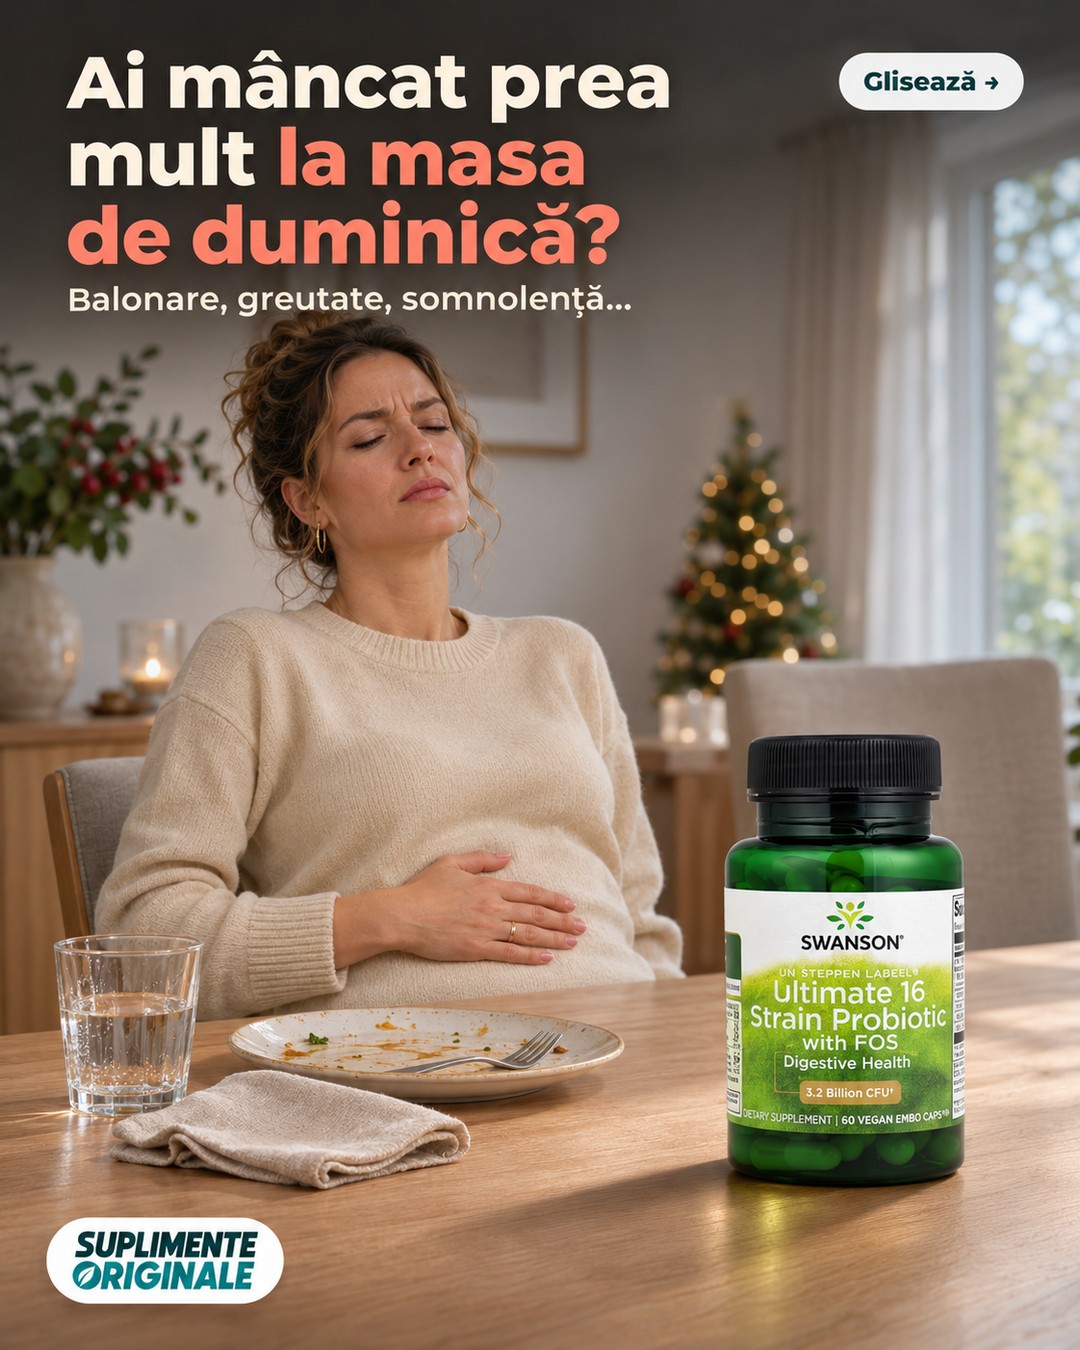 Ai mâncat prea
mult la masa
de duminică?
Balonare, greutate, somnolenţă...
Glisează →
SWANSON®
UN STEPPEN LABEEL®
Ultimate 16
Strain Probiotic
with FOS
Digestive Health
3.2 Billion CFU†
DIETARY SUPPLEMENT | 60 VEGAN EMBO CAPS
SUPLIMENTE
ORIGINALE